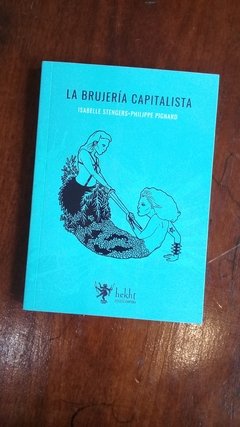 LA BRUJERÍA CAPITALISTA
ISABELLE STENGERS-PHILIPPE PIGNARD
hekht